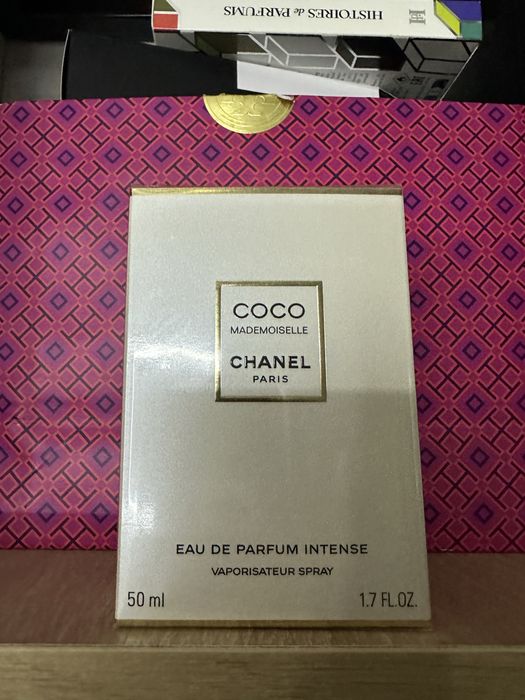 HISTOIRES de PARFUMS
COCO
MADEMOISELLE
CHANEL
PARIS
EAU DE PARFUM INTENSE
VAPORISATEUR SPRAY
50 ml 1.7 FL.OZ.